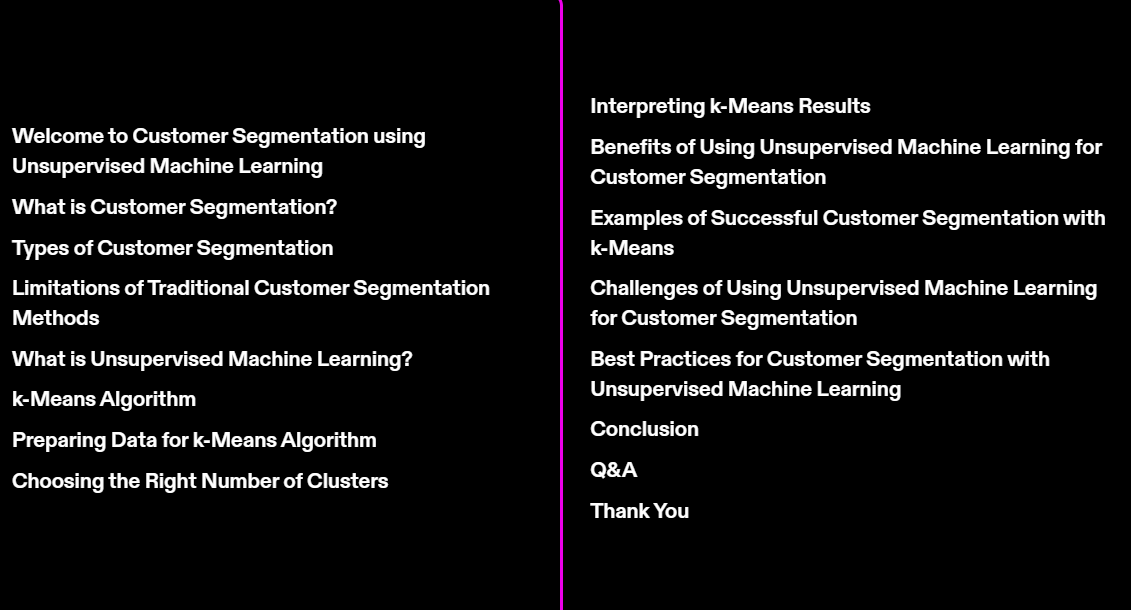 Welcome to Customer Segmentation using
Unsupervised Machine Learning
What is Customer Segmentation?
Types of Customer Segmentation
Limitations of Traditional Customer Segmentation
Methods
What is Unsupervised Machine Learning?
k-Means Algorithm
Preparing Data for k-Means Algorithm
Choosing the Right Number of Clusters
Interpreting k-Means Results
Benefits of Using Unsupervised Machine Learning for
Customer Segmentation
Examples of Successful Customer Segmentation with
k-Means
Challenges of Using Unsupervised Machine Learning
for Customer Segmentation
Best Practices for Customer Segmentation with
Unsupervised Machine Learning
Conclusion
Q&A
Thank You